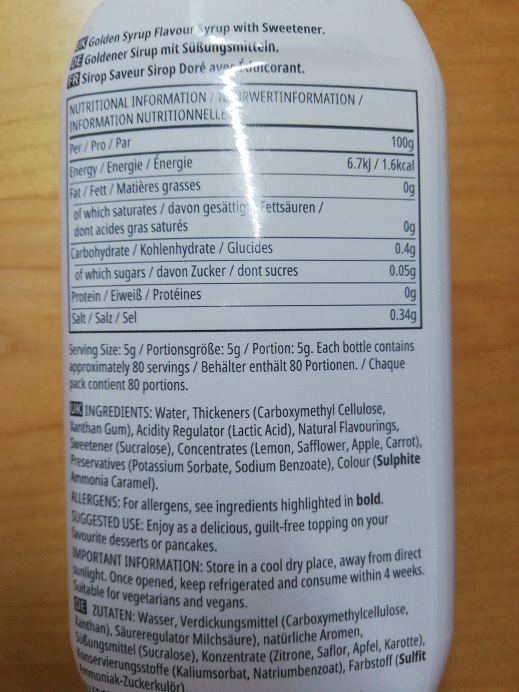 UK Golden Syrup Flavour Syrup with Sweetener.
DE Goldener Sirup mit Süßungsmitteln.
FR Sirop Saveur Sirop Doré avec Édulcorant.
NUTRITIONAL INFORMATION / NÄHRWERTINFORMATION /
INFORMATION NUTRITIONNELLE
Per / Pro / Par 100g
Energy / Energie / Énergie 6.7kJ / 1.6kcal
Fat / Fett / Matières grasses 0g
of which saturates / davon gesättig Fettsäuren /
dont acides gras saturés 0g
Carbohydrate / Kohlenhydrate / Glucides 0.4g
of which sugars / davon Zucker / dont sucres 0.05g
Protein / Eiweiß / Protéines 0g
Salt / Salz / Sel 0.34g
Serving Size: 5g / Portionsgröße: 5g / Portion: 5g. Each bottle contains
approximately 80 servings / Behälter enthält 80 Portionen. / Chaque
pack contient 80 portions.
UK INGREDIENTS: Water, Thickeners (Carboxymethyl Cellulose,
Xanthan Gum), Acidity Regulator (Lactic Acid), Natural Flavourings,
Sweetener (Sucralose), Concentrates (Lemon, Safflower, Apple, Carrot),
Preservatives (Potassium Sorbate, Sodium Benzoate), Colour (Sulphite
Ammonia Caramel).
ALLERGENS: For allergens, see ingredients highlighted in bold.
SUGGESTED USE: Enjoy as a delicious, guilt-free topping on your
favourite desserts or pancakes.
IMPORTANT INFORMATION: Store in a cool dry place, away from direct
sunlight. Once opened, keep refrigerated and consume within 4 weeks.
Suitable for vegetarians and vegans.
DE ZUTATEN: Wasser, Verdickungsmittel (Carboxymethylcellulose,
Xanthan), Säureregulator Milchsäure), natürliche Aromen,
Süßungsmittel (Sucralose), Konzentrate (Zitrone, Saflor, Apfel, Karotte),
Konservierungsstoffe (Kaliumsorbat, Natriumbenzoat), Farbstoff (Sulfit
Ammoniak-Zuckerkulör)